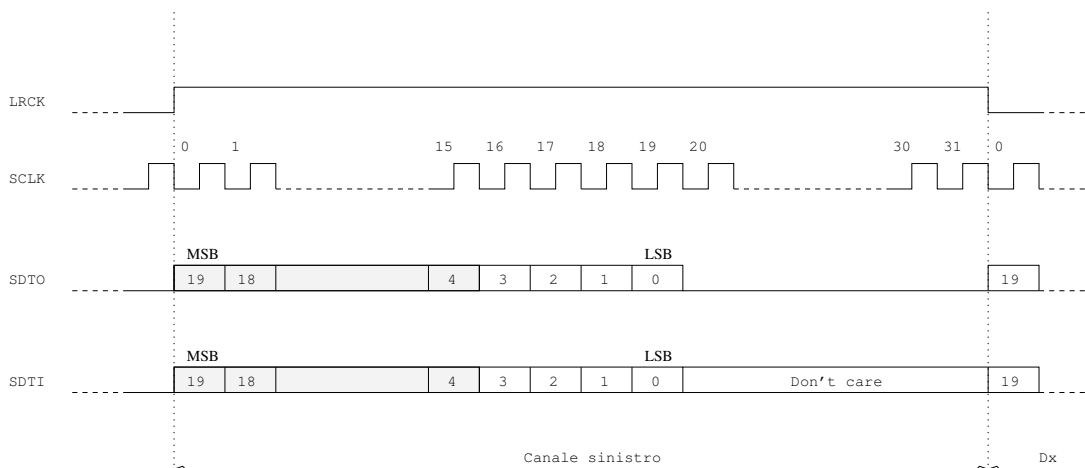 LRCK
0 1 15 16 17 18 19 20 30 31 0
SCLK
MSB LSB
SDTO 19 18 4 3 2 1 0 19
MSB LSB
SDTI 19 18 4 3 2 1 0 Don't care 19
Canale sinistro Dx